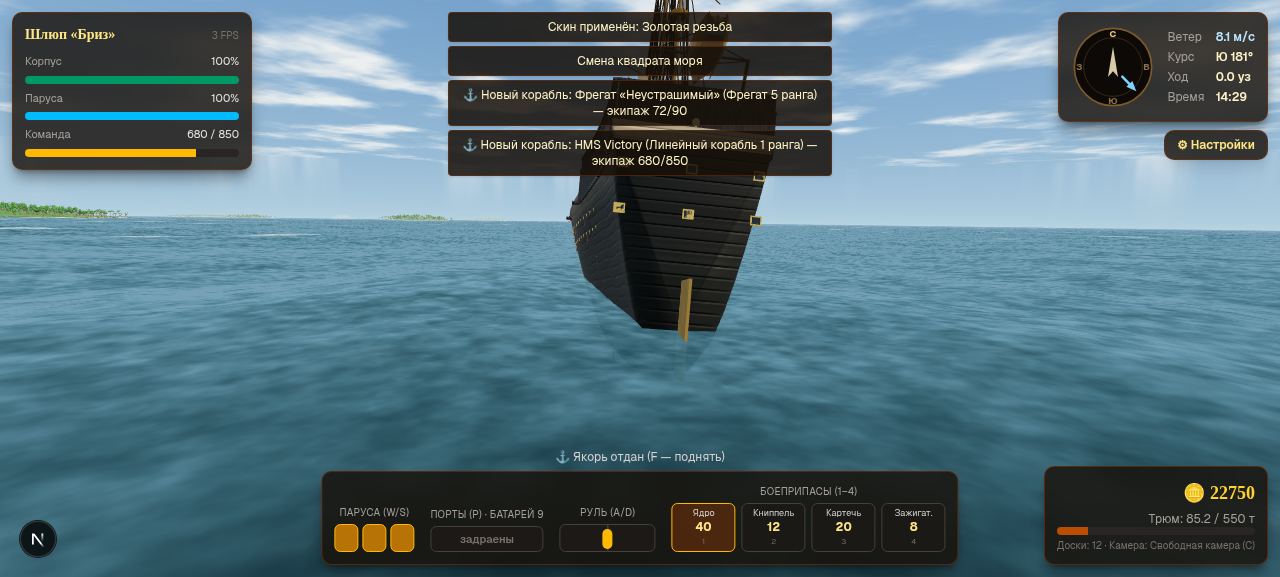 Шлюп «Бриз»
3 FPS
Корпус 100%
Паруса 100%
Команда 680 / 850
Скин применён: Золотая резьба
Смена квадрата моря
⚓ Новый корабль: Фрегат «Неустрашимый» (Фрегат 5 ранга)
— экипаж 72/90
⚓ Новый корабль: HMS Victory (Линейный корабль 1 ранга) —
экипаж 680/850
С
З В
Ю
Ветер 8.1 м/с
Курс Ю 181°
Ход 0.0 уз
Время 14:29
⚙ Настройки
⚓ Якорь отдан (F — поднять)
ПАРУСА (W/S)
ПОРТЫ (P) · БАТАРЕЙ 9
задраены
РУЛЬ (A/D)
БОЕПРИПАСЫ (1–4)
Ядро
40
1
Книппель
12
2
Картечь
20
3
Зажигат.
8
4
22750
Трюм: 85.2 / 550 т
Доски: 12 · Камера: Свободная камера (C)
N